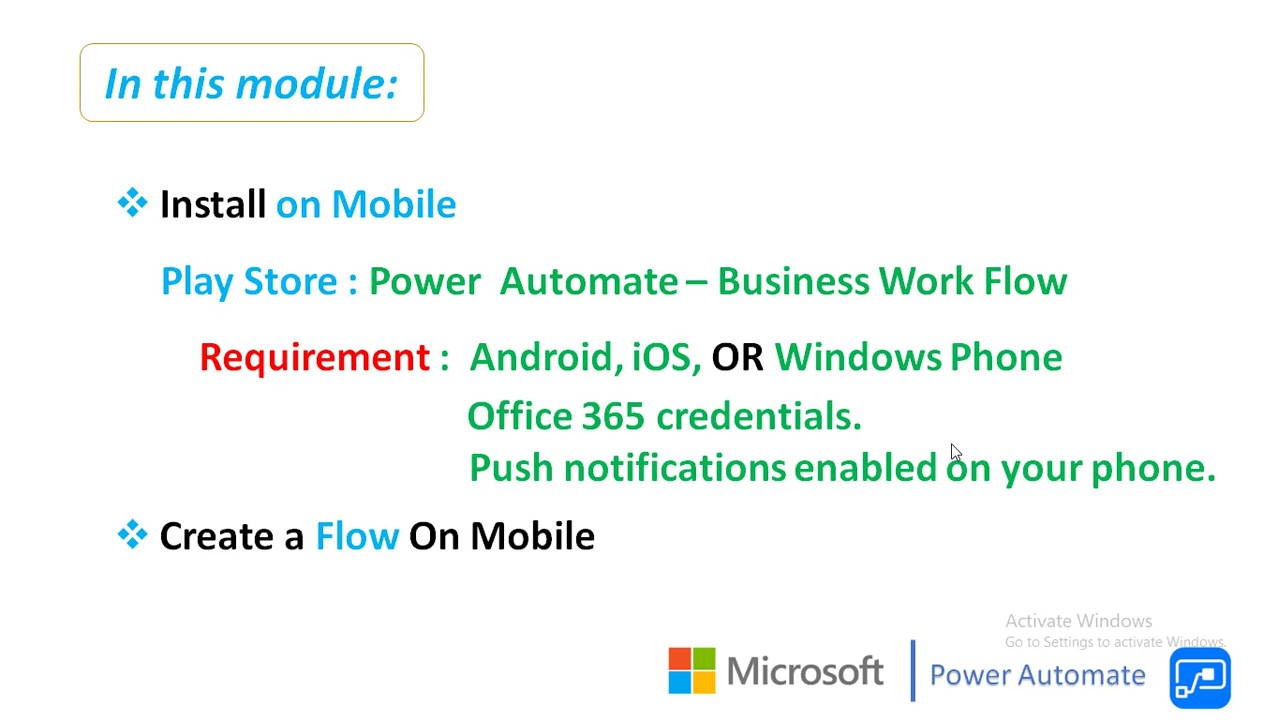 In this module:
Install on Mobile
Play Store : Power Automate – Business Work Flow
Requirement : Android, iOS, OR Windows Phone
Office 365 credentials.
Push notifications enabled on your phone.
Create a Flow On Mobile
Activate Windows
Go to Settings to activate Windows.
Microsoft Power Automate